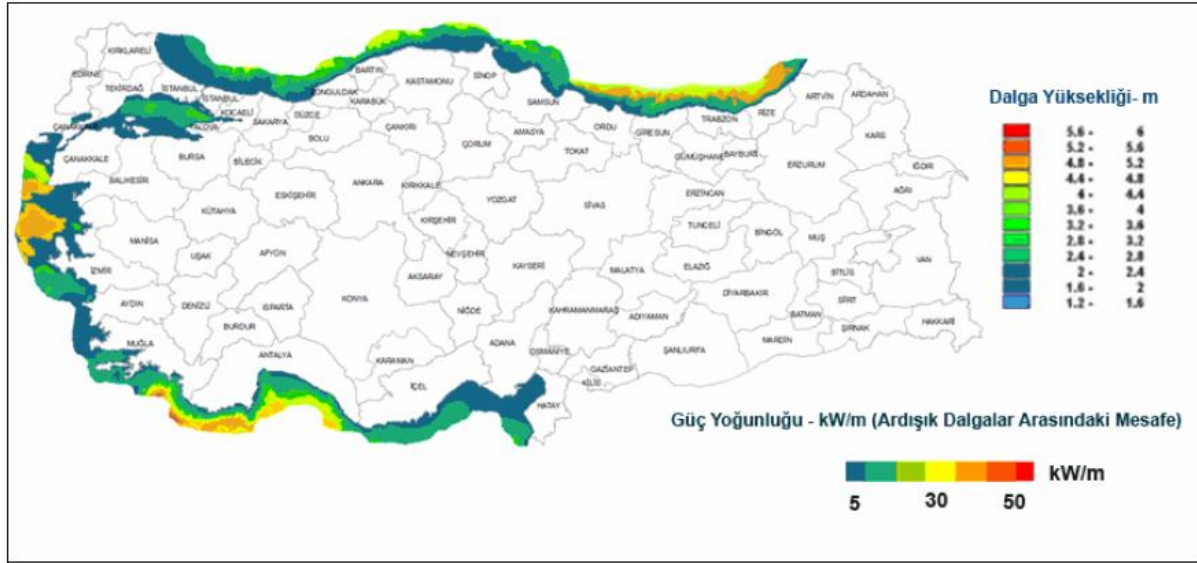 KIRKLARELİ
EDİRNE
TEKİRDAĞ
İSTANBUL
İSTANBUL
KOCAELİ
YALOVA
SAKARYA
DÜZCE
ZONGULDAK
BARTIN
KARABÜK
KASTAMONU
SİNOP
SAMSUN
ÇANAKKALE
ÇANAKKALE
BALIKESİR
BURSA
BİLECİK
BOLU
ÇANKIRI
ÇORUM
AMASYA
TOKAT
ORDU
GİRESUN
TRABZON
RİZE
ARTVİN
ARDAHAN
KARS
GÜMÜŞHANE
BAYBURT
ERZURUM
IĞDIR
AĞRI
ESKİŞEHİR
ANKARA
KIRIKKALE
YOZGAT
SİVAS
ERZİNCAN
TUNCELİ
BİNGÖL
MUŞ
KÜTAHYA
MANİSA
UŞAK
AFYON
KIRŞEHİR
NEVŞEHİR
KAYSERİ
MALATYA
ELAZIĞ
BİTLİS
VAN
İZMİR
AYDIN
DENİZLİ
ISPARTA
KONYA
AKSARAY
NİĞDE
KAHRAMANMARAŞ
ADIYAMAN
DİYARBAKIR
BATMAN
SİİRT
ŞIRNAK
HAKKARİ
MUĞLA
BURDUR
ANTALYA
KARAMAN
İÇEL
ADANA
OSMANİYE
GAZİANTEP
KİLİS
ŞANLIURFA
MARDİN
HATAY
Dalga Yüksekliği- m
5.6 - 6
5.2 - 5.6
4.8 - 5.2
4.4 - 4.8
4 - 4.4
3.6 - 4
3.2 - 3.6
2.8 - 3.2
2.4 - 2.8
2 - 2.4
1.6 - 2
1.2 - 1.6
Güç Yoğunluğu - kW/m (Ardışık Dalgalar Arasındaki Mesafe)
kW/m
5 30 50